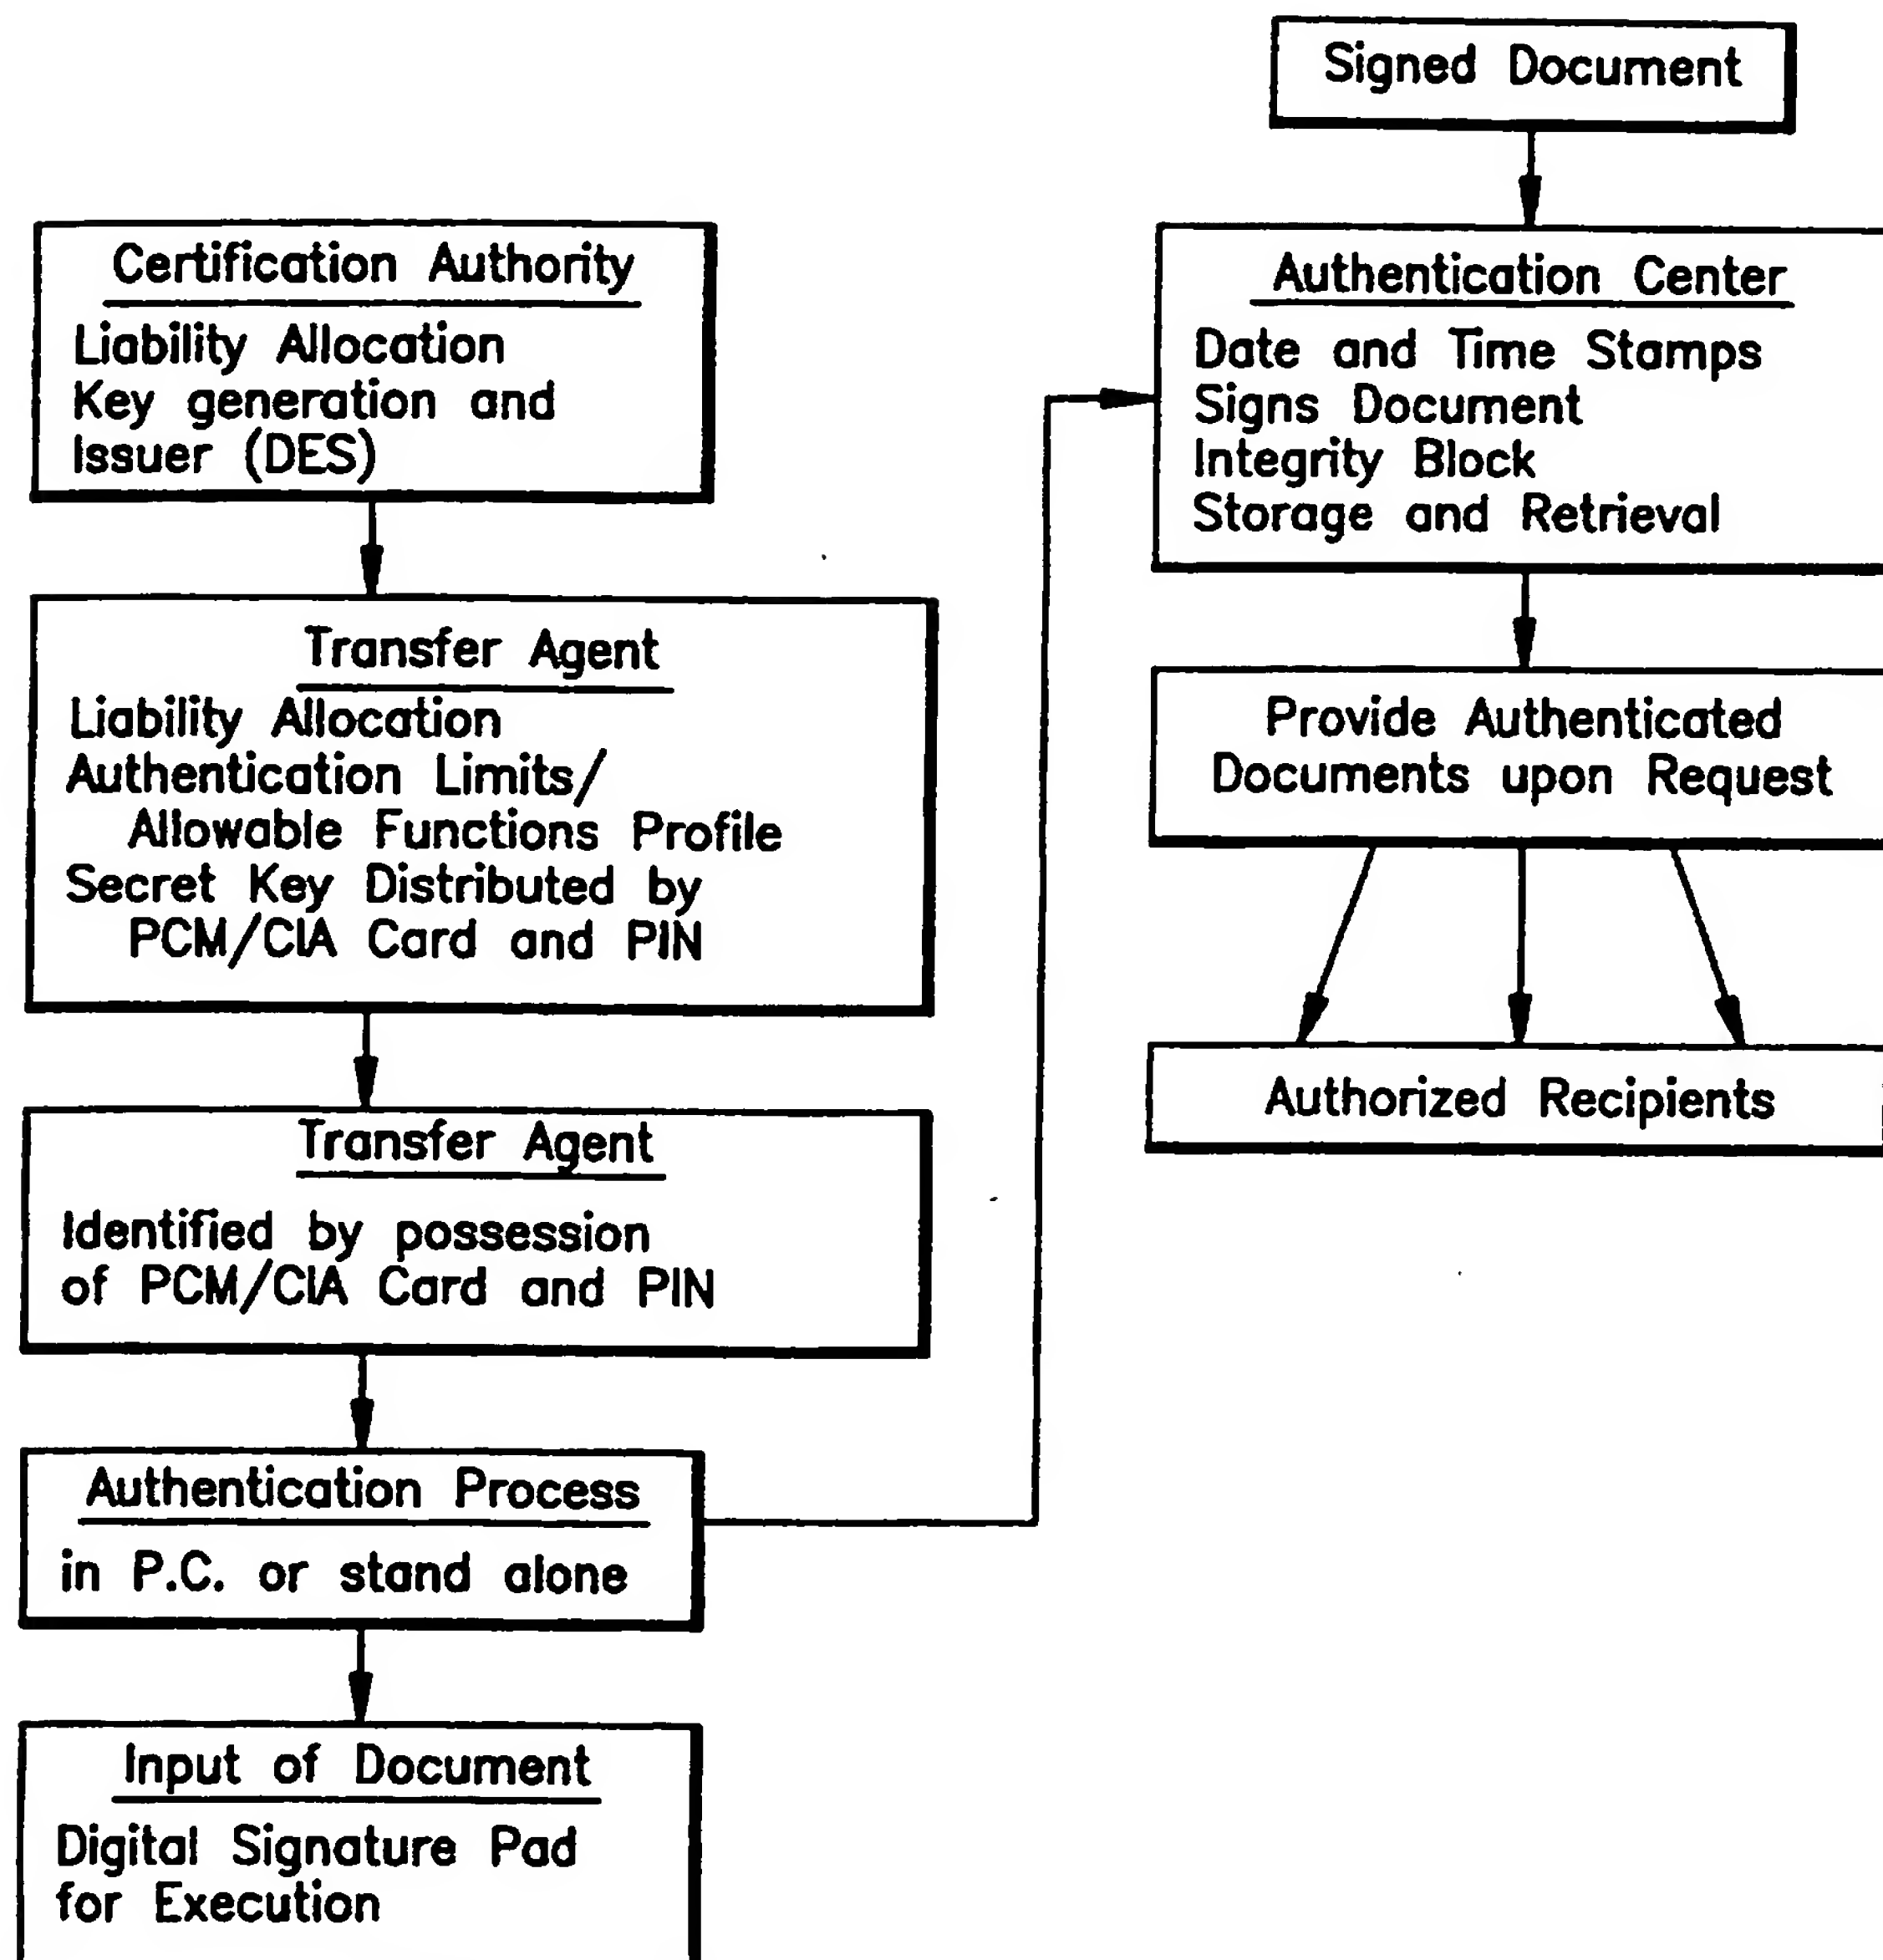 Certification Authority
Liability Allocation
Key generation and
Issuer (DES)
Transfer Agent
Liability Allocation
Authentication Limits/
Allowable Functions Profile
Secret Key Distributed by
PCM/CIA Card and PIN
Transfer Agent
Identified by possession
of PCM/CIA Card and PIN
Authentication Process
in P.C. or stand alone
Input of Document
Digital Signature Pad
for Execution
Signed Document
Authentication Center
Date and Time Stamps
Signs Document
Integrity Block
Storage and Retrieval
Provide Authenticated
Documents upon Request
Authorized Recipients